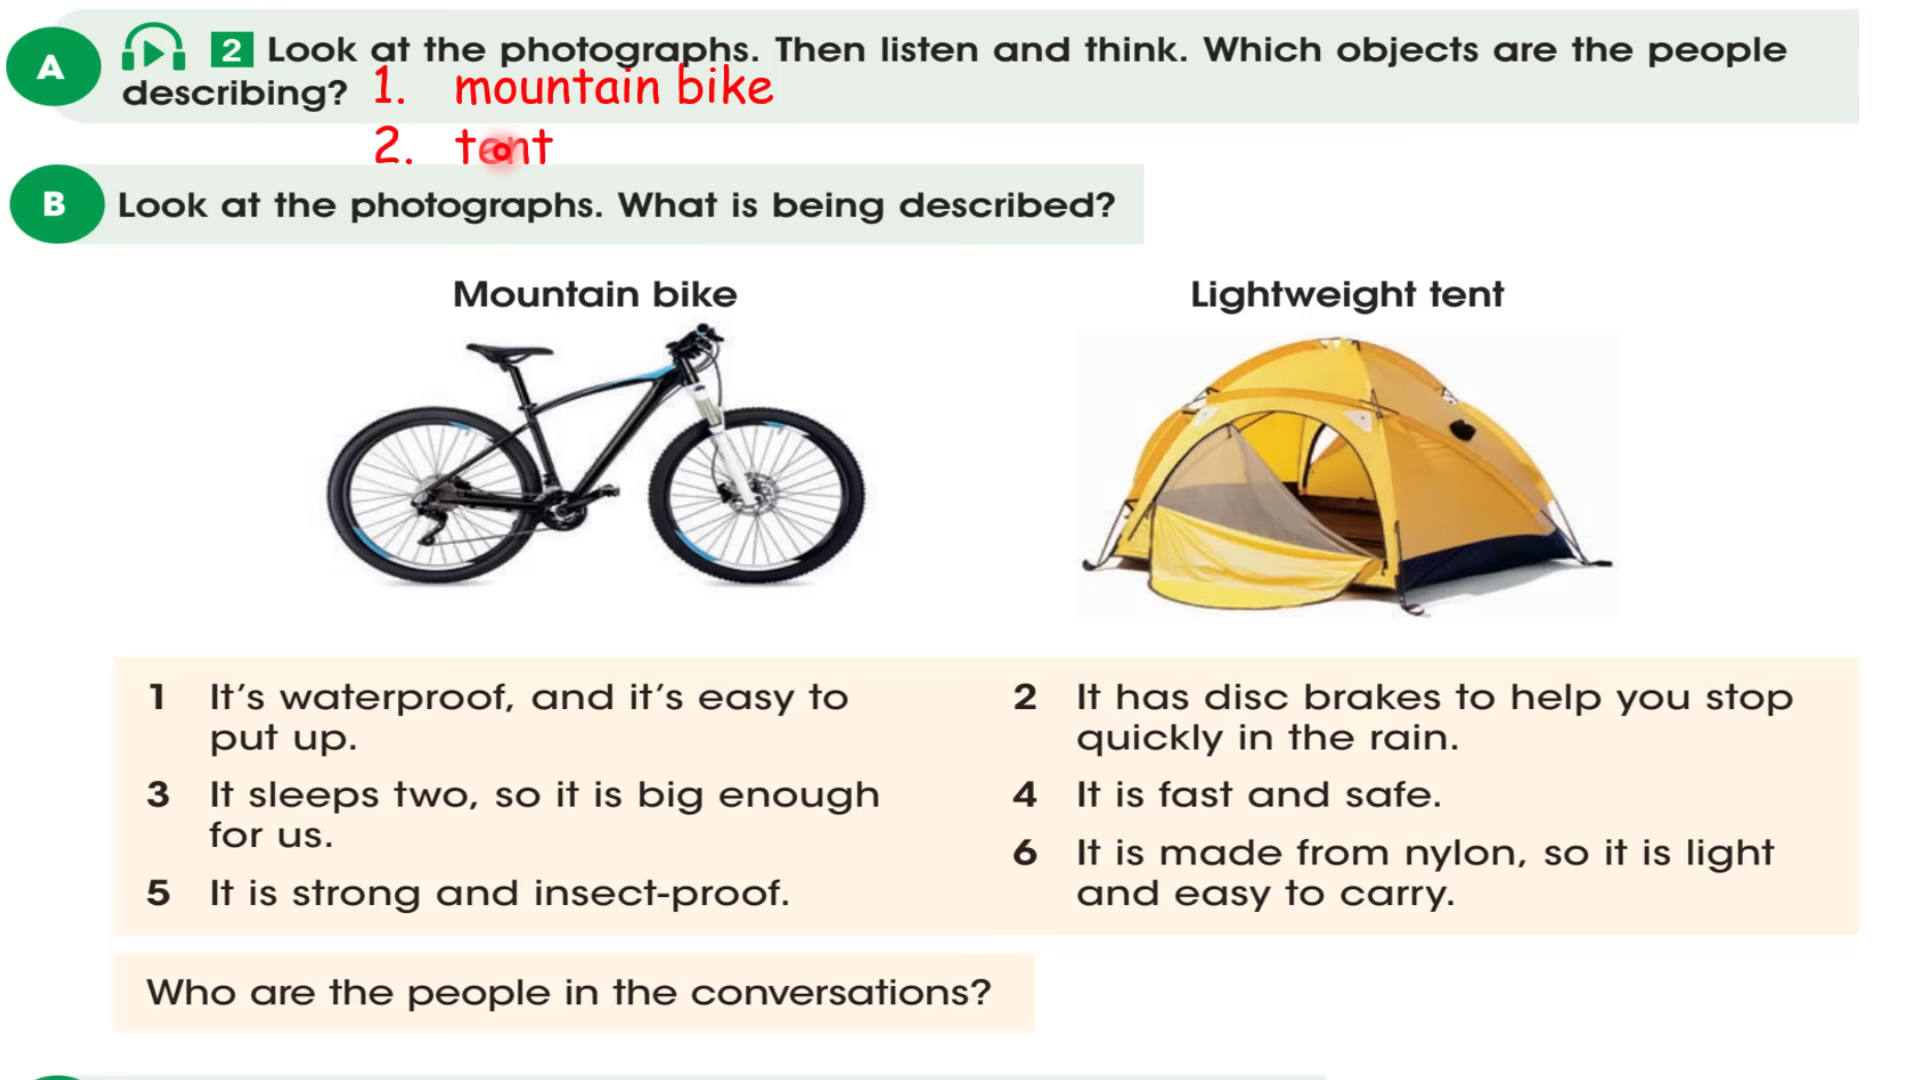 A 2 Look at the photographs. Then listen and think. Which objects are the people
describing? 1. mountain bike
2. tent
B Look at the photographs. What is being described?
Mountain bike
Lightweight tent
1 It's waterproof, and it's easy to
put up.
2 It has disc brakes to help you stop
quickly in the rain.
3 It sleeps two, so it is big enough
for us.
4 It is fast and safe.
5 It is strong and insect-proof.
6 It is made from nylon, so it is light
and easy to carry.
Who are the people in the conversations?